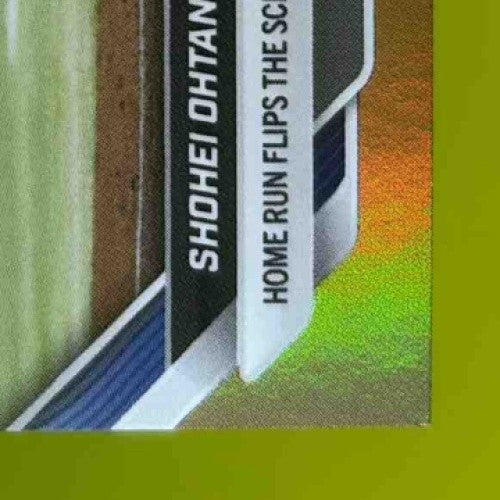 SHOHEI OHTAN
HOME RUN FLIPS THE SC